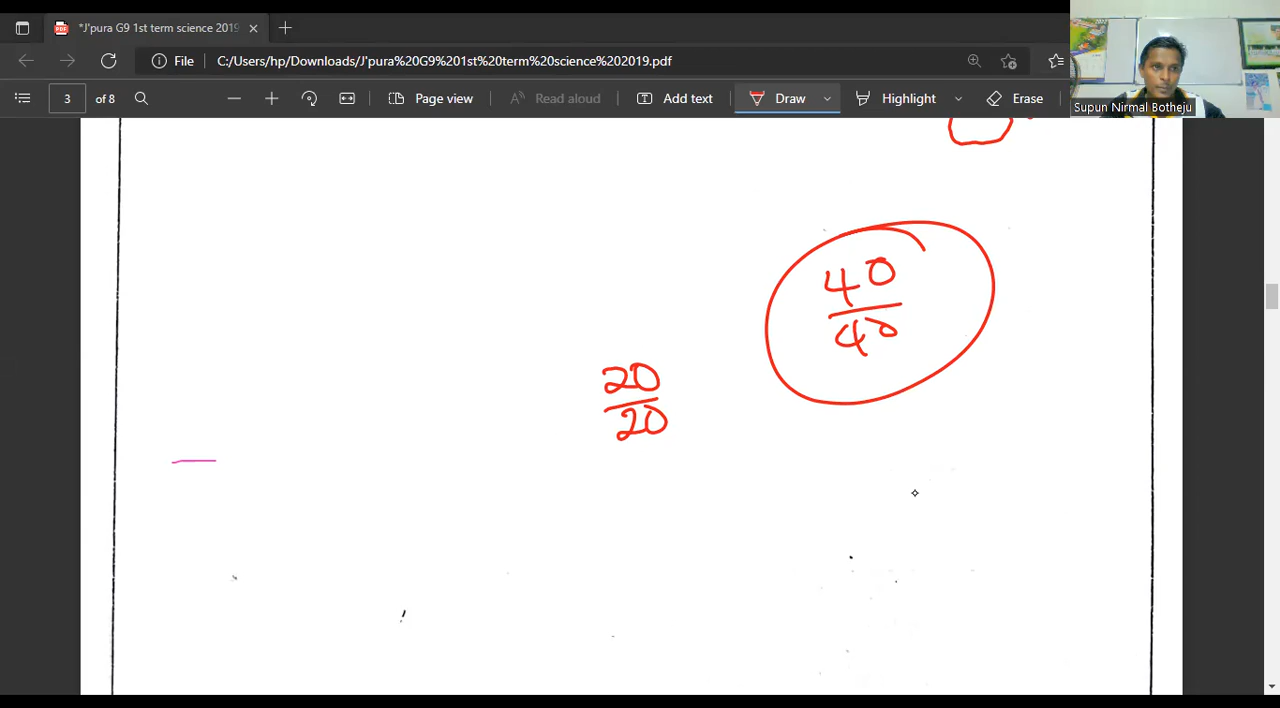 *J'pura G9 1st term science 2019
File C:/Users/hp/Downloads/J'pura%20G9%201st%20term%20science%202019.pdf
3 of 8 Page view Read aloud Add text Draw Highlight Erase
Supun Nirmal Botheju
40
40
20
20